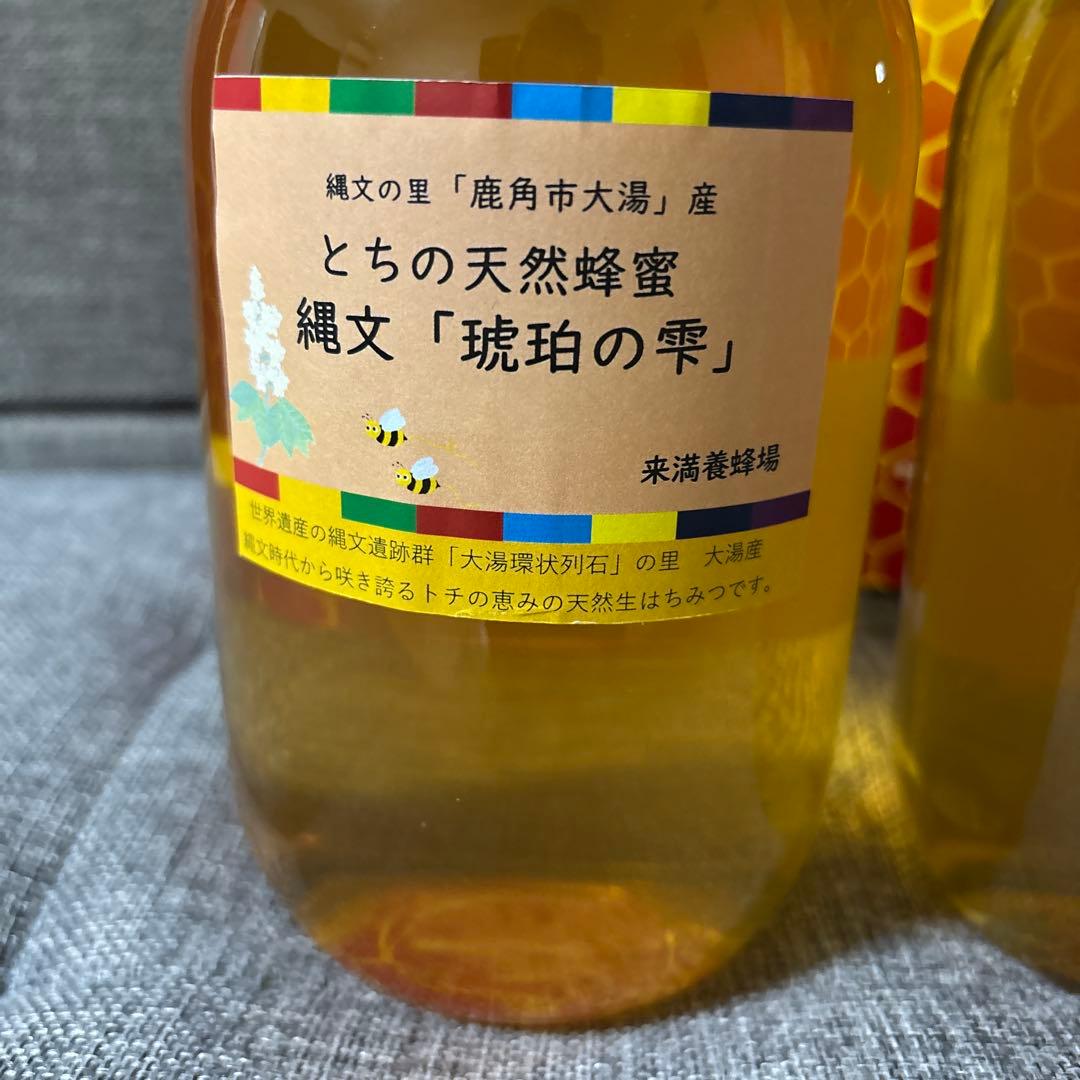 縄文の里「鹿角市大湯」産
とちの天然蜂蜜
縄文「琥珀の雫」
来満養蜂場
世界遺産の縄文遺跡群「大湯環状列石」の里 大湯産
縄文時代から咲き誇るトチの恵みの天然生はちみつです。